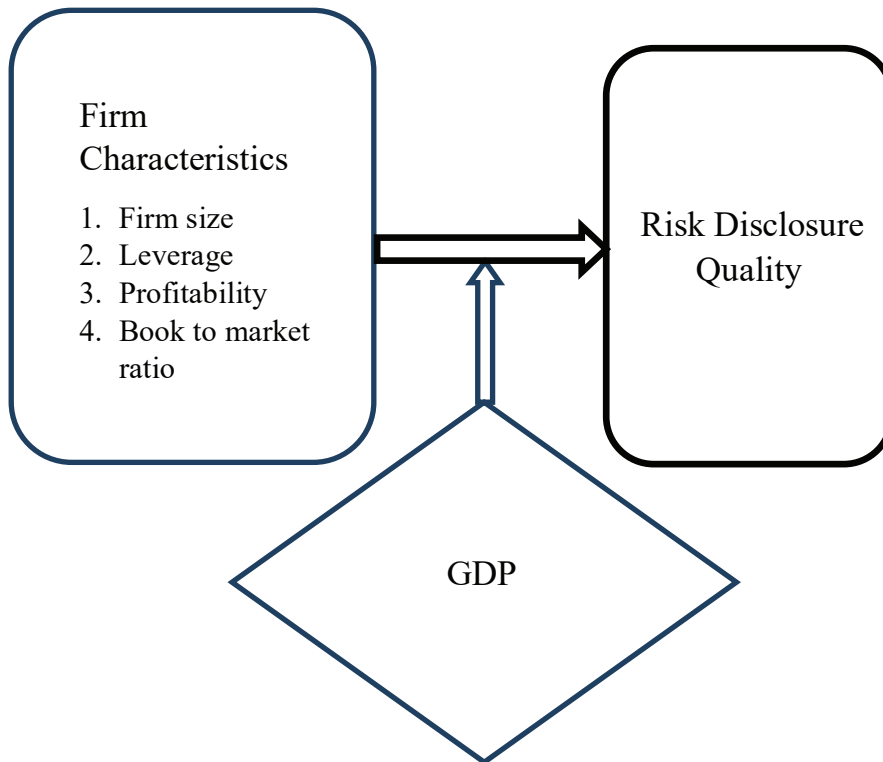 Firm
Characteristics
1. Firm size
2. Leverage
3. Profitability
4. Book to market
ratio
Risk Disclosure
Quality
GDP